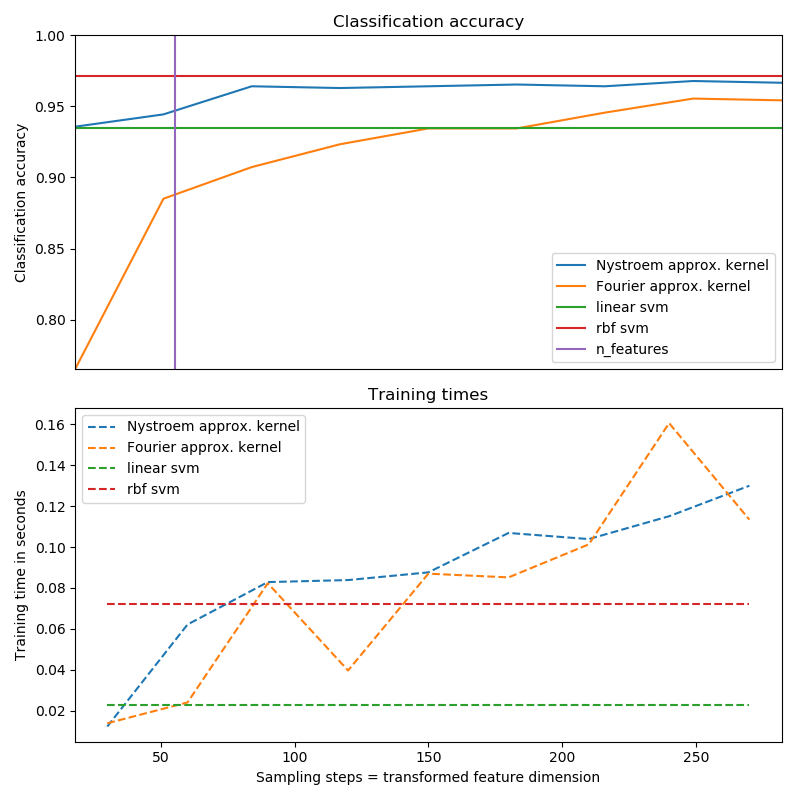 Classification accuracy
1.00
0.95
0.90
0.85
0.80
Classification accuracy
Nystroem approx. kernel
Fourier approx. kernel
linear svm
rbf svm
n_features
Training times
0.16
0.14
0.12
0.10
0.08
0.06
0.04
0.02
Training time in seconds
Nystroem approx. kernel
Fourier approx. kernel
linear svm
rbf svm
50
100
150
200
250
Sampling steps = transformed feature dimension